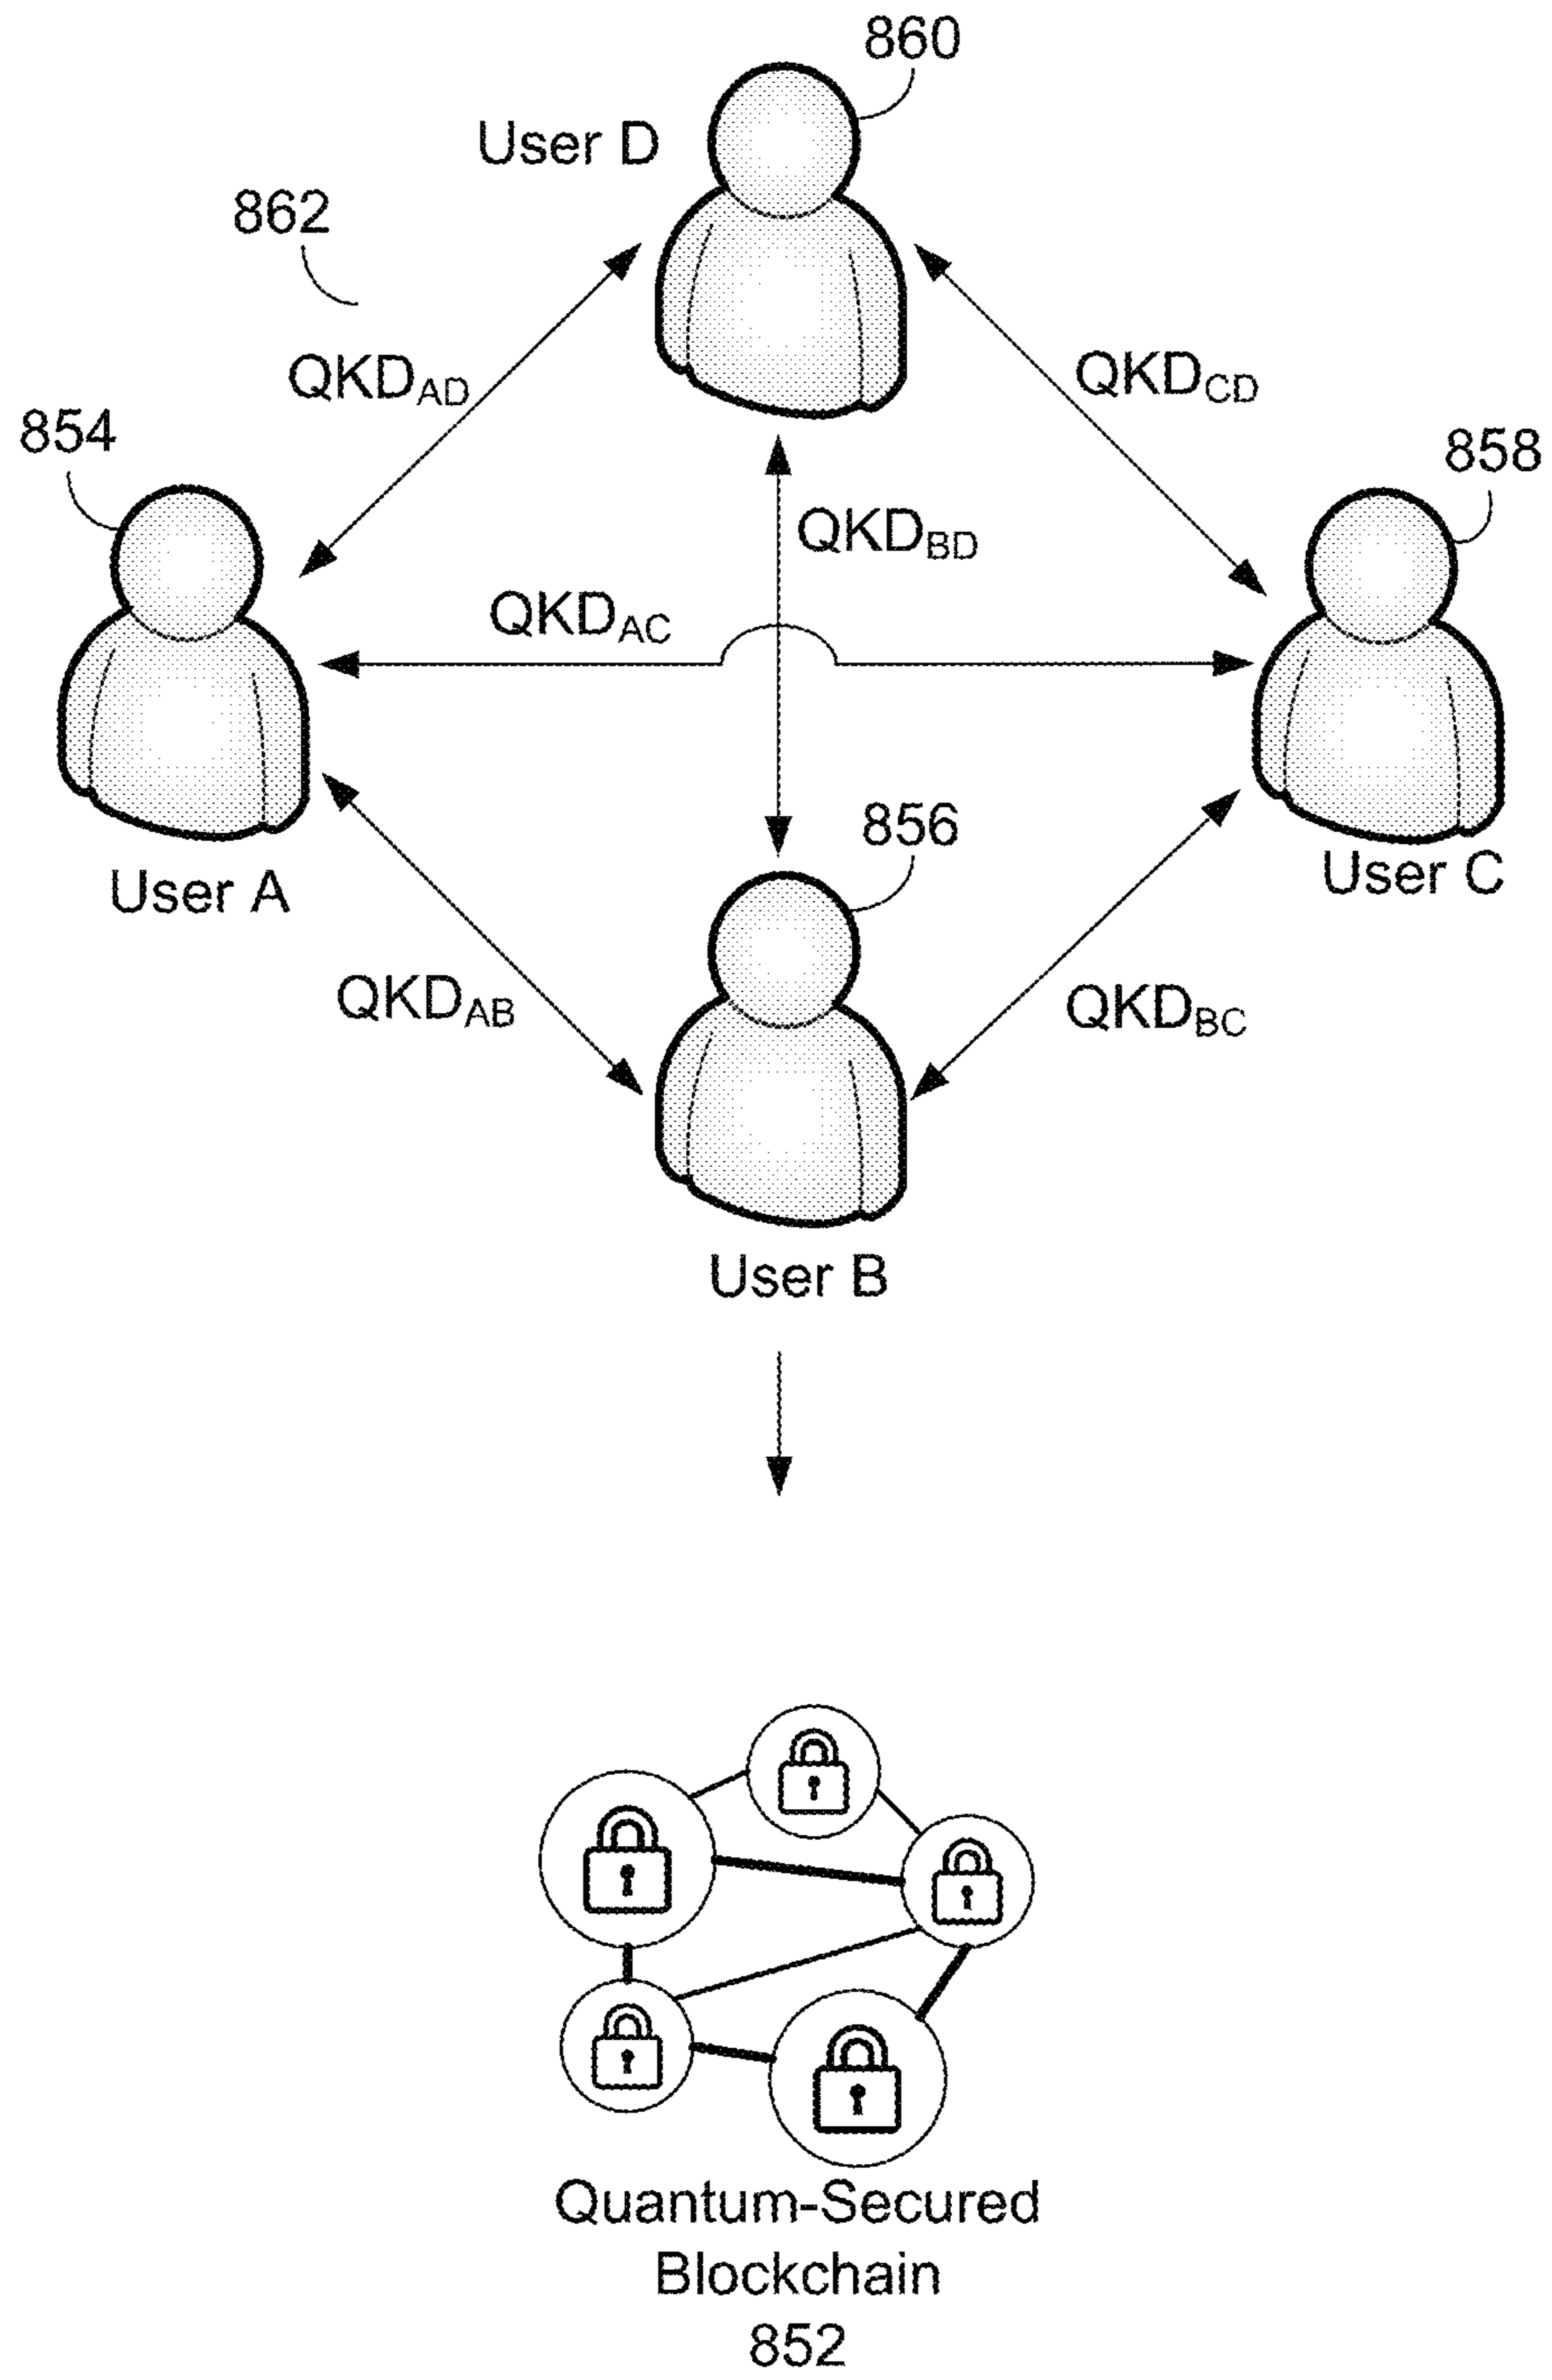 860
User D
862
QKDAD
QKDCD
854
858
QKDBD
QKDAC
856
User A
User C
QKDAB
QKDBC
User B
Quantum-Secured
Blockchain
852